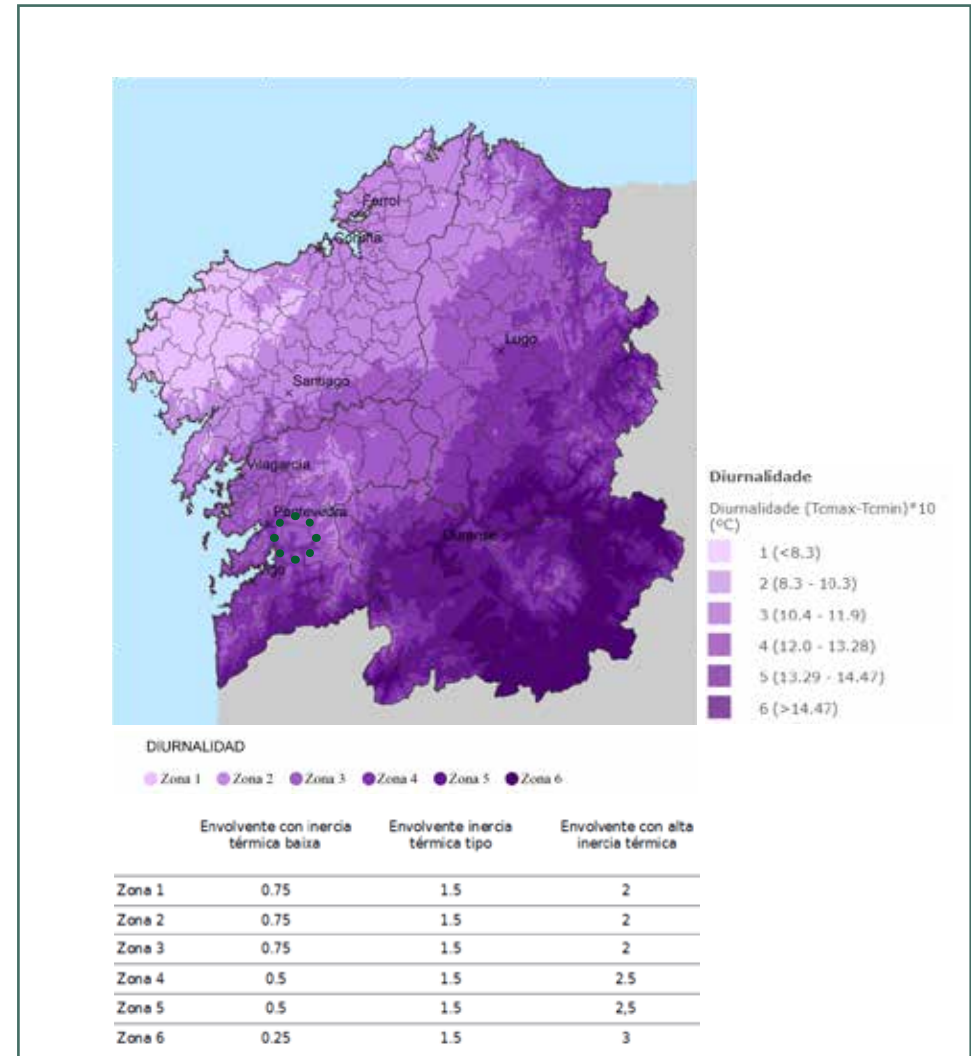 Ferrol
A Coruña
Lugo
Santiago
Vilagarcía
Pontevedra
Ourense
Diurnalidade
Diurnalidade (Tcmax-Tcmin)*10
(ºC)
1 (<8.3)
2 (8.3 - 10.3)
3 (10.4 - 11.9)
4 (12.0 - 13.28)
5 (13.29 - 14.47)
6 (>14.47)
DIURNALIDAD
Zona 1 Zona 2 Zona 3 Zona 4 Zona 5 Zona 6
Envolvente con inercia térmica baixa
Envolvente inercia térmica tipo
Envolvente con alta inercia térmica
Zona 1 0.75 1.5 2
Zona 2 0.75 1.5 2
Zona 3 0.75 1.5 2
Zona 4 0.5 1.5 2.5
Zona 5 0.5 1.5 2,5
Zona 6 0.25 1.5 3